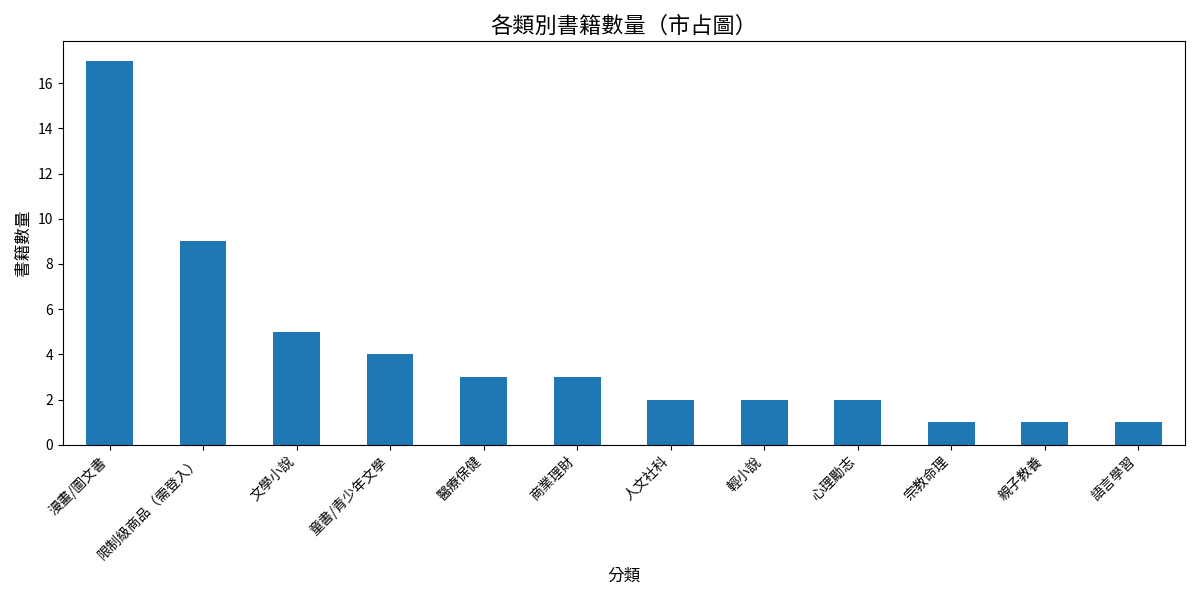 各類別書籍數量（市占圖）
書籍數量
16
14
12
10
8
6
4
2
0
漫畫/圖文書
限制級商品（需登入）
文學小說
童書/青少年文學
醫療保健
商業理財
人文社科
輕小說
心理勵志
宗教命理
親子教養
語言學習
分類